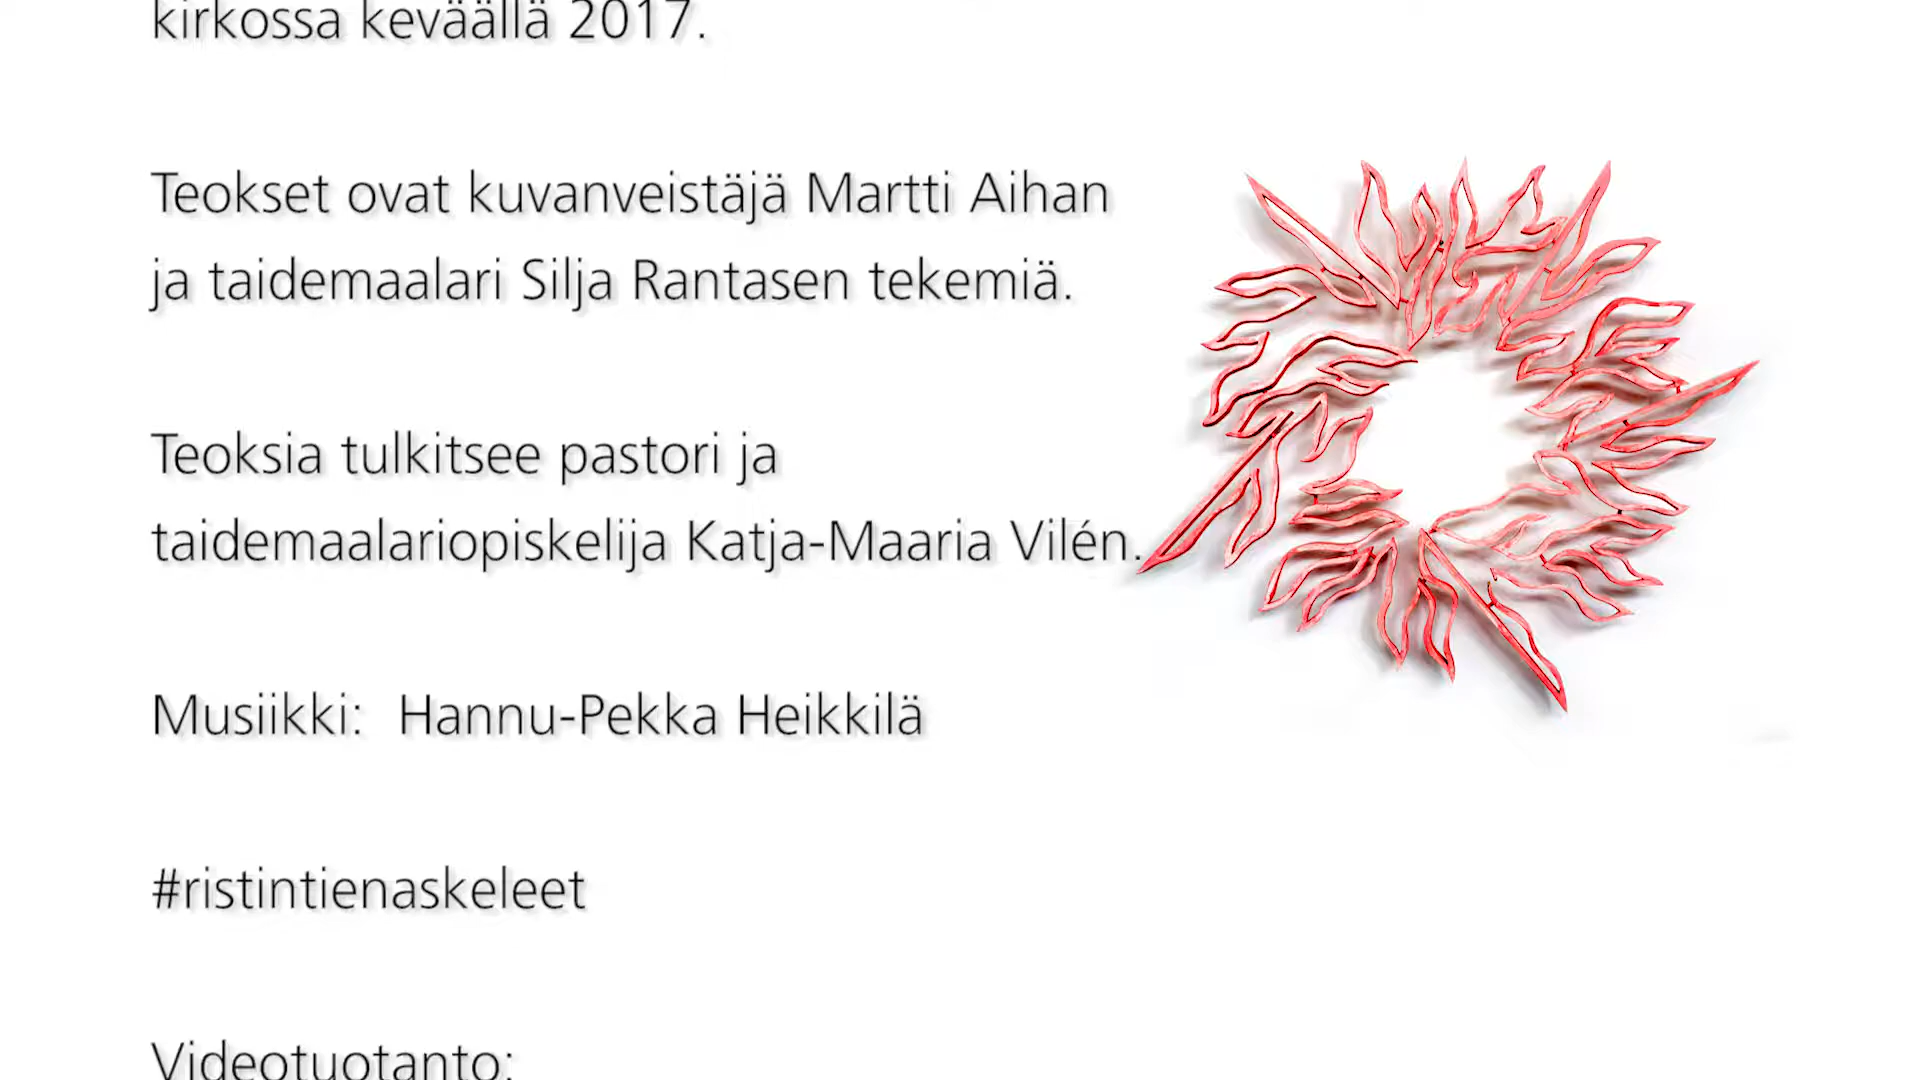 kirkossa keväällä 2017.
Teokset ovat kuvanveistäjä Martti Aihan
ja taidemaalari Silja Rantasen tekemiä.
Teoksia tulkitsee pastori ja
taidemaalariopiskelija Katja-Maaria Vilén.
Musiikki: Hannu-Pekka Heikkilä
#ristintienaskeleet
Videotuotanto: